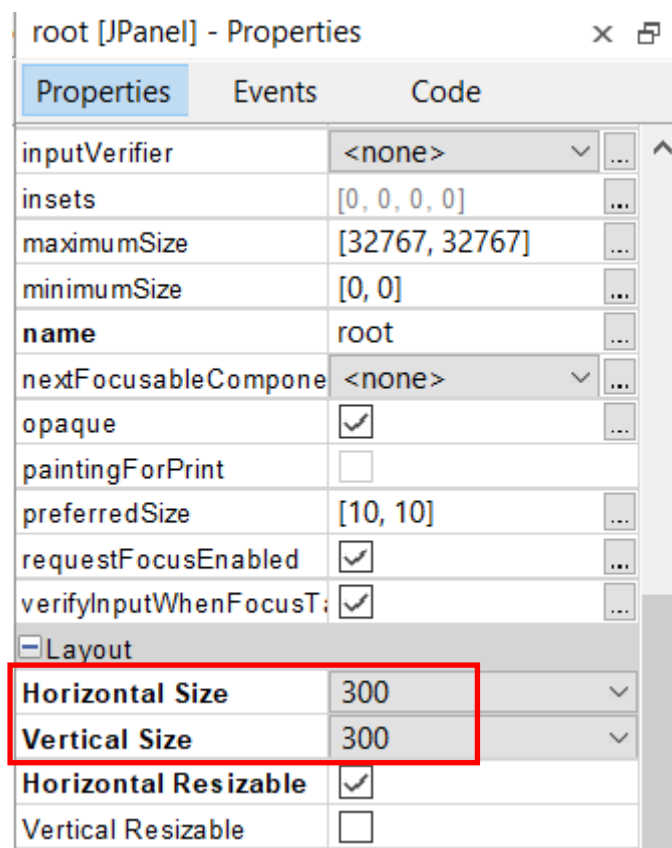 root [JPanel] - Properties
Properties Events Code
inputVerifier <none> ...
insets [0, 0, 0, 0] ...
maximumSize [32767, 32767] ...
minimumSize [0, 0] ...
name root ...
nextFocusableCompone <none> ...
opaque ...
paintingForPrint
preferredSize [10, 10] ...
requestFocusEnabled ...
verifyInputWhenFocusTa ...
Layout
Horizontal Size 300
Vertical Size 300
Horizontal Resizable
Vertical Resizable